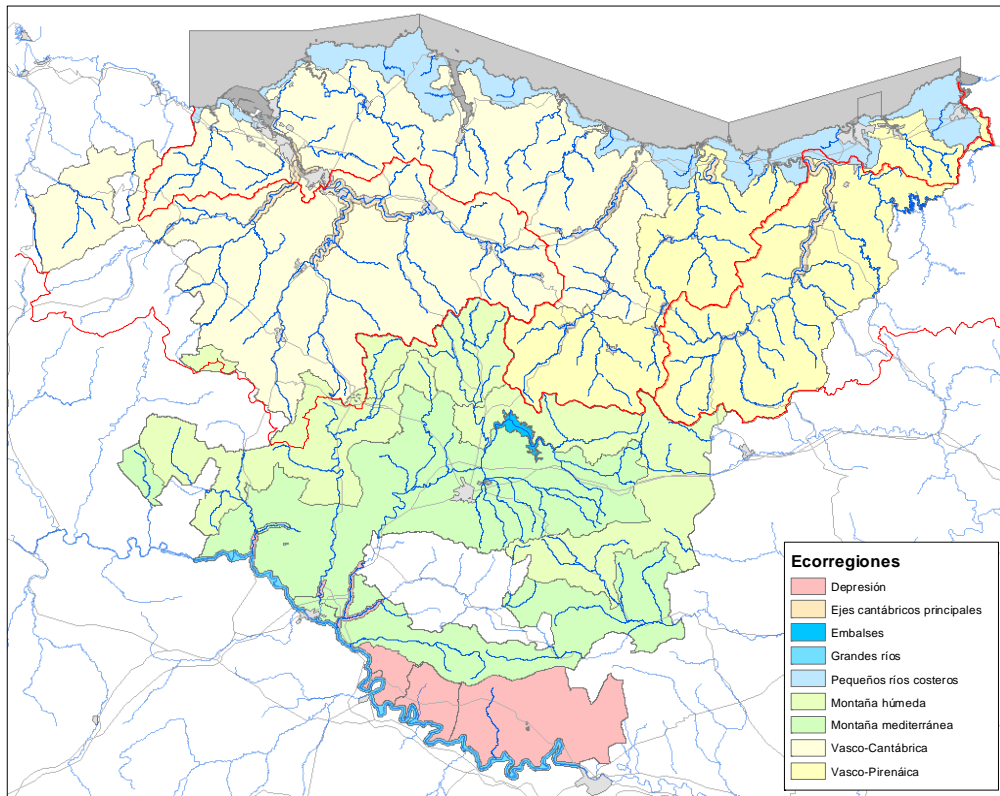 Ecorregiones
Depresión
Ejes cantábricos principales
Embalses
Grandes ríos
Pequeños ríos costeros
Montaña húmeda
Montaña mediterránea
Vasco-Cantábrica
Vasco-Pirenáica